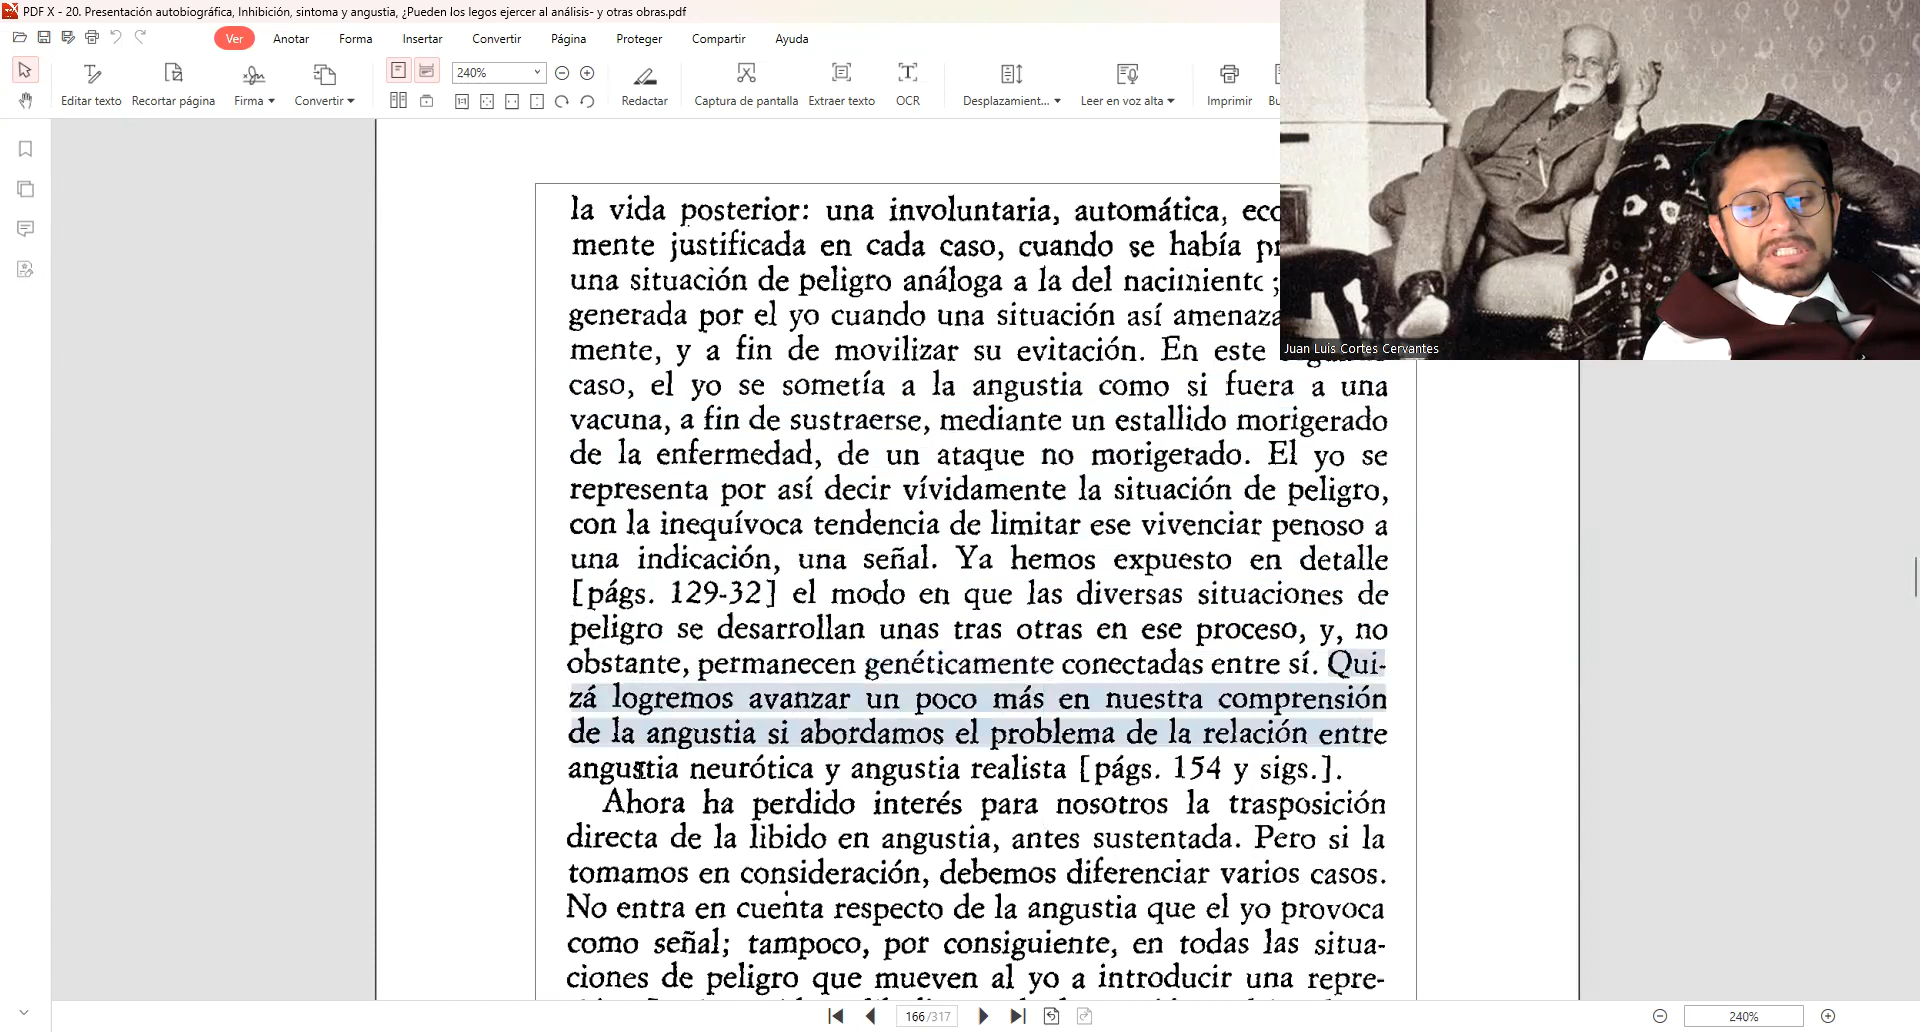 PDF X - 20. Presentación autobiográfica, Inhibición, sintoma y angustia, ¿Pueden los legos ejercer al análisis- y otras obras.pdf
Ver Anotar Forma Insertar Convertir Página Proteger Compartir Ayuda
240%
Editar texto Recortar página Firma Convertir Redactar Captura de pantalla Extraer texto OCR Desplazamient... Leer en voz alta Imprimir Bu
Juan Luis Cortes Cervantes
la vida posterior: una involuntaria, automática, eco
mente justificada en cada caso, cuando se había pr
una situación de peligro análoga a la del nacimiento;
generada por el yo cuando una situación así amenaza
mente, y a fin de movilizar su evitación. En este
caso, el yo se sometía a la angustia como si fuera a una
vacuna, a fin de sustraerse, mediante un estallido morigerado
de la enfermedad, de un ataque no morigerado. El yo se
representa por así decir vívidamente la situación de peligro,
con la inequívoca tendencia de limitar ese vivenciar penoso a
una indicación, una señal. Ya hemos expuesto en detalle
[págs. 129-32] el modo en que las diversas situaciones de
peligro se desarrollan unas tras otras en ese proceso, y, no
obstante, permanecen genéticamente conectadas entre sí. Qui-
zá logremos avanzar un poco más en nuestra comprensión
de la angustia si abordamos el problema de la relación entre
angustia neurótica y angustia realista [págs. 154 y sigs.].
Ahora ha perdido interés para nosotros la trasposición
directa de la libido en angustia, antes sustentada. Pero si la
tomamos en consideración, debemos diferenciar varios casos.
No entra en cuenta respecto de la angustia que el yo provoca
como señal; tampoco, por consiguiente, en todas las situa-
ciones de peligro que mueven al yo a introducir una repre-
166/317
240%